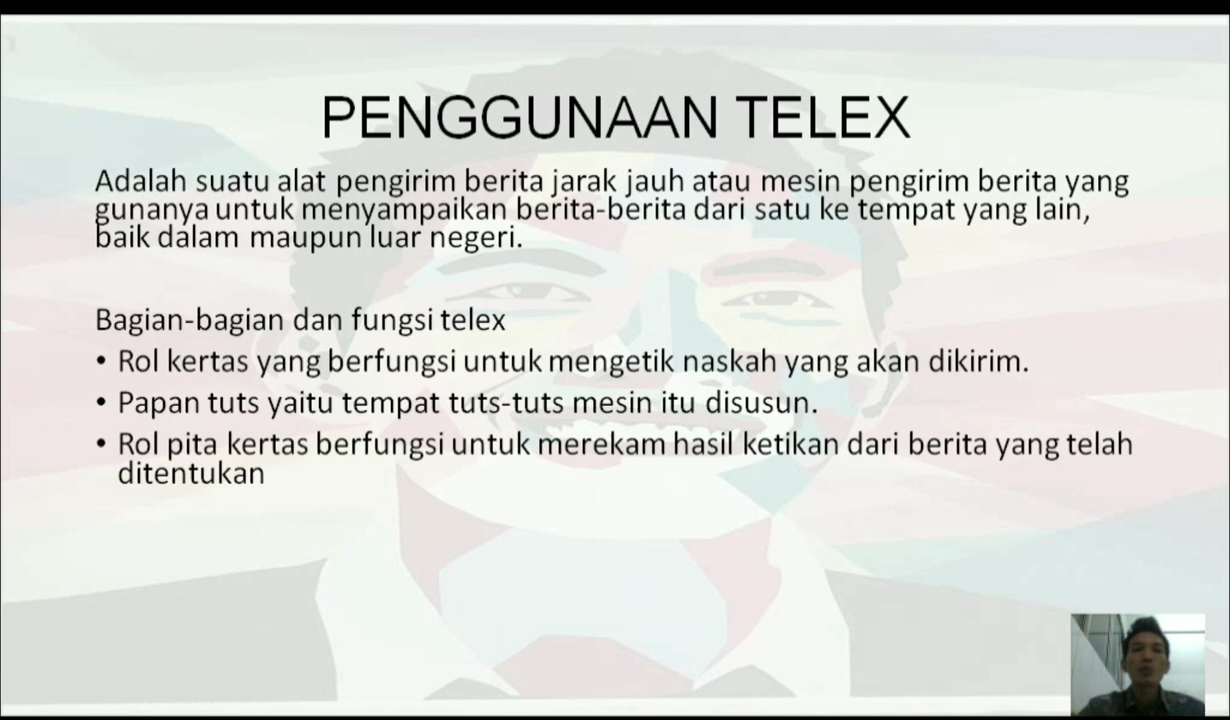 PENGGUNAAN TELEX
Adalah suatu alat pengirim berita jarak jauh atau mesin pengirim berita yang
gunanya untuk menyampaikan berita-berita dari satu ke tempat yang lain,
baik dalam maupun luar negeri.
Bagian-bagian dan fungsi telex
• Rol kertas yang berfungsi untuk mengetik naskah yang akan dikirim.
• Papan tuts yaitu tempat tuts-tuts mesin itu disusun.
• Rol pita kertas berfungsi untuk merekam hasil ketikan dari berita yang telah
ditentukan